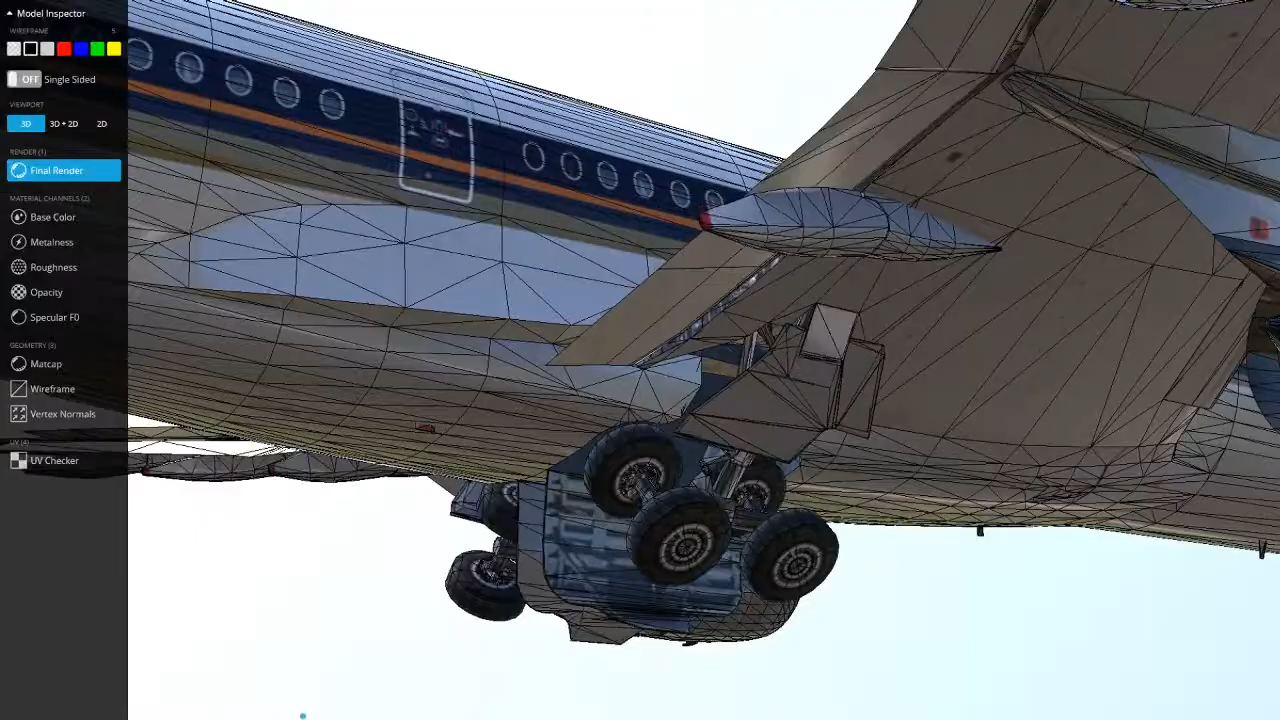 Model Inspector
WIREFRAME 5
OFF Single Sided
VIEWPORT
3D 3D + 2D 2D
RENDER (1)
Final Render
MATERIAL CHANNELS (2)
Base Color
Metalness
Roughness
Opacity
Specular F0
GEOMETRY (3)
Matcap
Wireframe
Vertex Normals
UV (4)
UV Checker